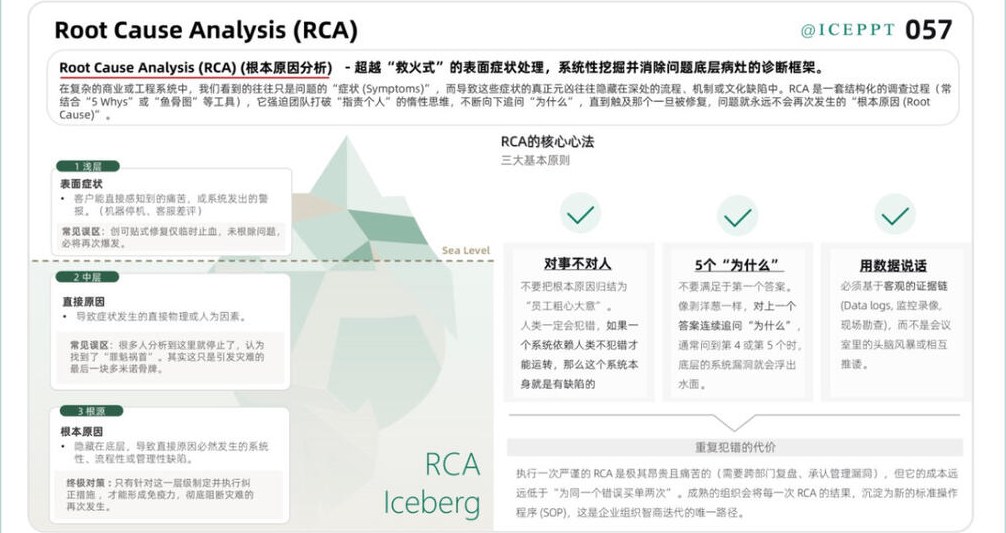 Root Cause Analysis (RCA)
@ICEPPT 057
Root Cause Analysis (RCA) (根本原因分析) - 超越“救火式”的表面症状处理，系统性挖掘并消除问题底层病灶的诊断框架。
在复杂的商业或工程系统中，我们看到的往往只是问题的“症状 (Symptoms)”，而导致这些症状的真正元凶往往隐藏在深处的流程、机制或文化缺陷中。RCA 是一套结构化的调查过程 (常
结合“5 Whys”或“鱼骨图”等工具），它强迫团队打破“指责个人”的惰性思维，不断向下追问“为什么”，直到触及那个一旦被修复，问题就永远不会再次发生的“根本原因 (Root
Cause)”。
1 浅层
表面症状
• 客户能直接感知到的痛苦，或系统发出的警
报。（机器停机、客服差评）
常见误区：创可贴式修复仅临时止血，未根除问题，
必将再次爆发。
Sea Level
2 中层
直接原因
• 导致症状发生的直接物理或人为因素。
常见误区：很多人分析到这里就停止了，认为
找到了“罪魁祸首”。其实这只是引发灾难的
最后一块多米诺骨牌。
3 根源
根本原因
• 隐藏在底层，导致直接原因必然发生的系统
性、流程性或管理性缺陷。
终极对策：只有针对这一层级制定并执行纠
正措施，才能形成免疫力，彻底阻断灾难的
再次发生。
RCA
Iceberg
RCA的核心心法
三大基本原则
对事不对人
不要把根本原因归结为
“员工粗心大意”。
人类一定会犯错，如果一
个系统依赖人类不犯错才
能运转，那么这个系统本
身就是有缺陷的
5个“为什么”
不要满足于第一个答案。
像剥洋葱一样，对上一个
答案连续追问“为什么”，
通常问到第 4 或第 5 个时，
底层的系统漏洞就会浮出
水面。
用数据说话
必须基于客观的证据链
(Data logs, 监控录像,
现场勘查)，而不是会议
室里的头脑风暴或相互
推诿。
重复犯错的代价
执行一次严谨的 RCA 是极其昂贵且痛苦的（需要跨部门复盘，承认管理漏洞），但它的成本远
远低于“为同一个错误买单两次”。成熟的组织会将每一次 RCA 的结果，沉淀为新的标准操作
程序 (SOP)，这是企业组织智商迭代的唯一路径。